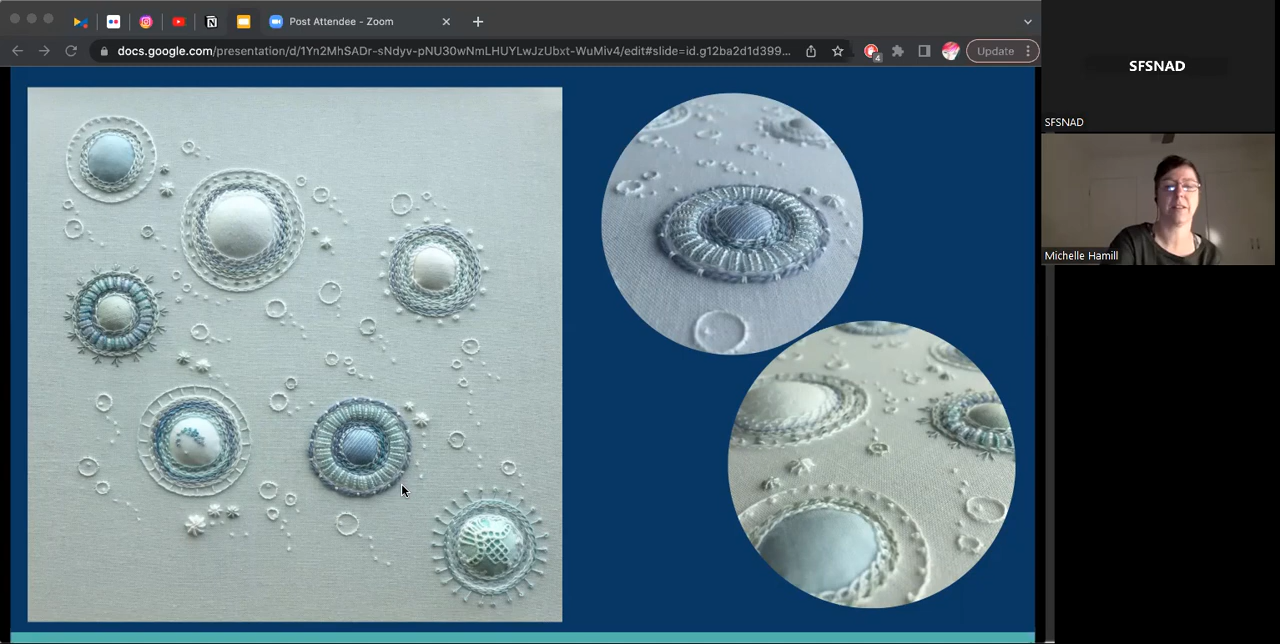 Post Attendee - Zoom
docs.google.com/presentation/d/1Yn2MhSADr-sNdyv-pNU30wNmLHUYLwJzUbxt-WuMiv4/edit#slide=id.g12ba2d1d399...
4
Update
SFSNAD
SFSNAD
Michelle Hamill